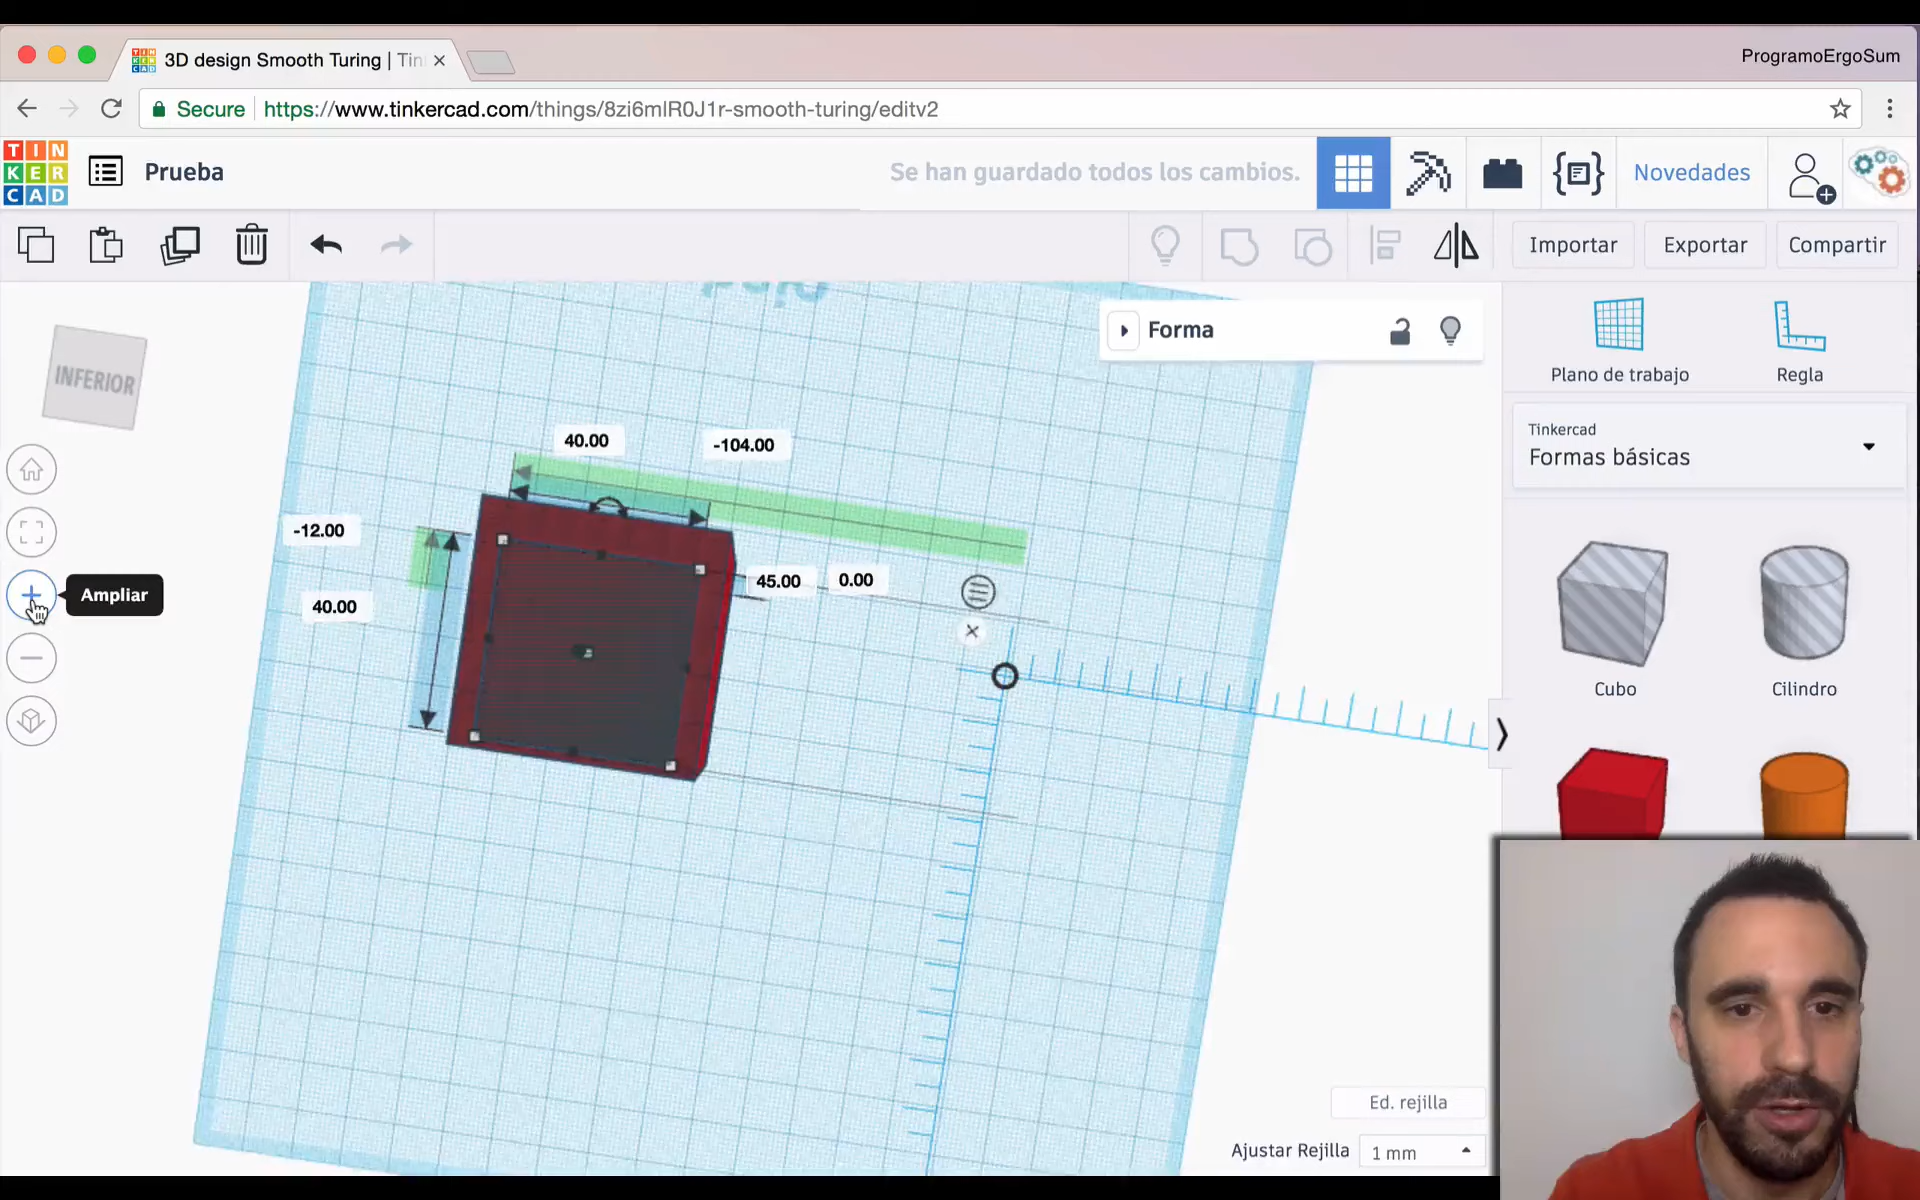 3D design Smooth Turing | Tin
ProgramoErgoSum
Secure
https://www.tinkercad.com/things/8zi6mlR0J1r-smooth-turing/editv2
TIN
KER
CAD
Prueba
Se han guardado todos los cambios.
Novedades
Importar
Exportar
Compartir
INFERIOR
Forma
Plano de trabajo
Regla
Tinkercad
Formas básicas
40.00
-104.00
-12.00
45.00
0.00
40.00
Ampliar
Cubo
Cilindro
Ed. rejilla
Ajustar Rejilla
1 mm